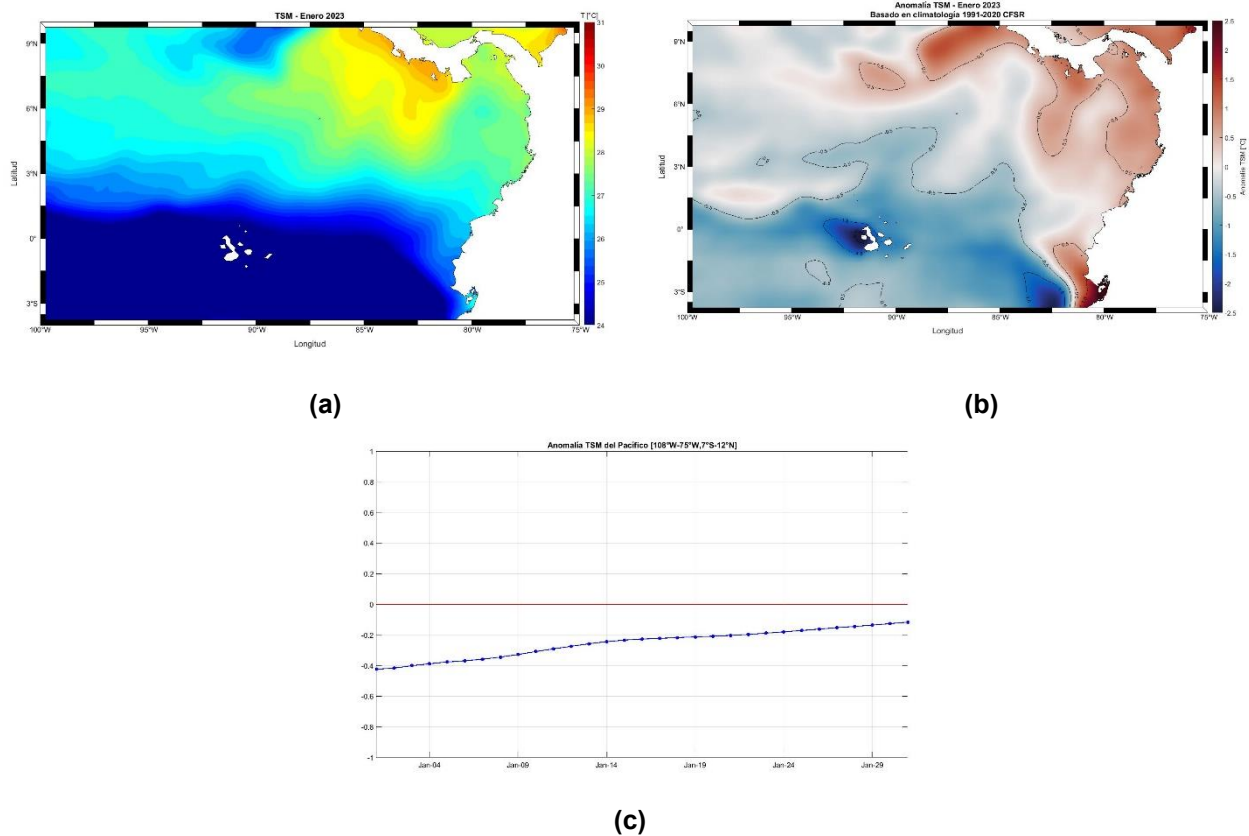 TSM - Enero 2023
T [°C]
9°N
6°N
3°N
0°
3°S
100°W 95°W 90°W 85°W 80°W 75°W
Latitud
Longitud
31
30
29
28
27
26
25
24
(a)
Anomalía TSM - Enero 2023
Basado en climatología 1991-2020 CFSR
9°N
6°N
3°N
0°
3°S
100°W 95°W 90°W 85°W 80°W 75°W
Latitud
Longitud
2.5
2
1.5
1
0.5
0
-0.5
-1
-1.5
-2
-2.5
Anomalía TSM [°C]
(b)
Anomalía TSM del Pacífico [108°W-75°W,7°S-12°N]
1
0.8
0.6
0.4
0.2
0
-0.2
-0.4
-0.6
-0.8
-1
Jan-04 Jan-09 Jan-14 Jan-19 Jan-24 Jan-29
(c)